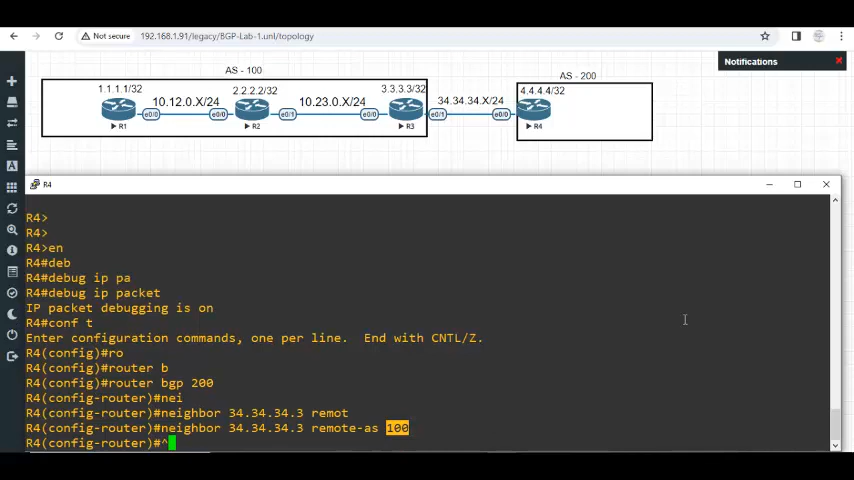 Not secure
192.168.1.91/legacy/BGP-Lab-1.unl/topology
Notifications
AS - 100
AS - 200
1.1.1.1/32
2.2.2.2/32
3.3.3.3/32
4.4.4.4/32
10.12.0.X/24
10.23.0.X/24
34.34.34.X/24
e0/0
e0/0
e0/1
e0/0
e0/1
e0/0
R1
R2
R3
R4
R4
R4>
R4>
R4>en
R4#deb
R4#debug ip pa
R4#debug ip packet
IP packet debugging is on
R4#conf t
Enter configuration commands, one per line.  End with CNTL/Z.
R4(config)#ro
R4(config)#router b
R4(config)#router bgp 200
R4(config-router)#nei
R4(config-router)#neighbor 34.34.34.3 remot
R4(config-router)#neighbor 34.34.34.3 remote-as 100
R4(config-router)#^